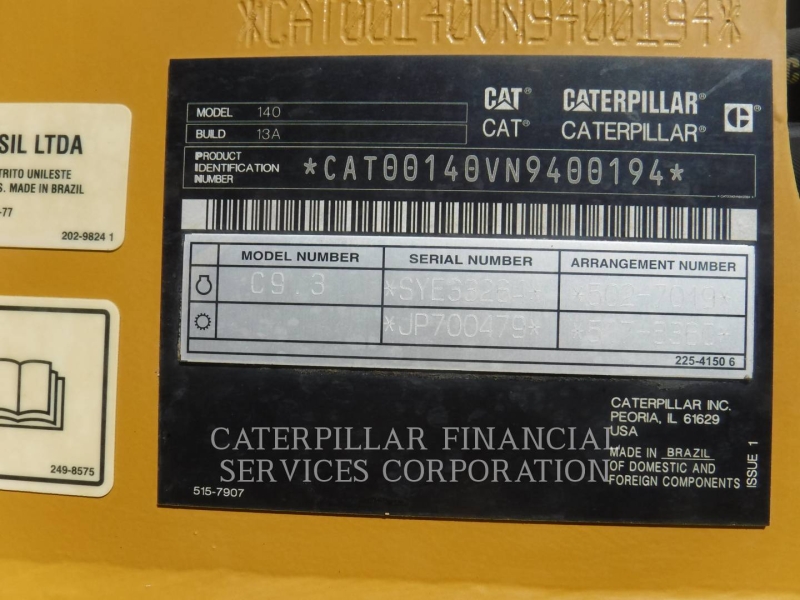 *CAT00140VN9400194*
SIL LTDA
TRITO UNILESTE
S. MADE IN BRAZIL
-77
202-9824 1
249-8575
CAT® CATERPILLAR®
CAT® CATERPILLAR®
MODEL 140
BUILD 13A
PRODUCT
IDENTIFICATION
NUMBER
*CAT00140VN9400194*
MODEL NUMBER SERIAL NUMBER ARRANGEMENT NUMBER
C9.3
*JP700479*
225-4150 6
CATERPILLAR INC.
PEORIA, IL 61629
USA
MADE IN BRAZIL
OF DOMESTIC AND
FOREIGN COMPONENTS
ISSUE 1
515-7907
CATERPILLAR FINANCIAL
SERVICES CORPORATION